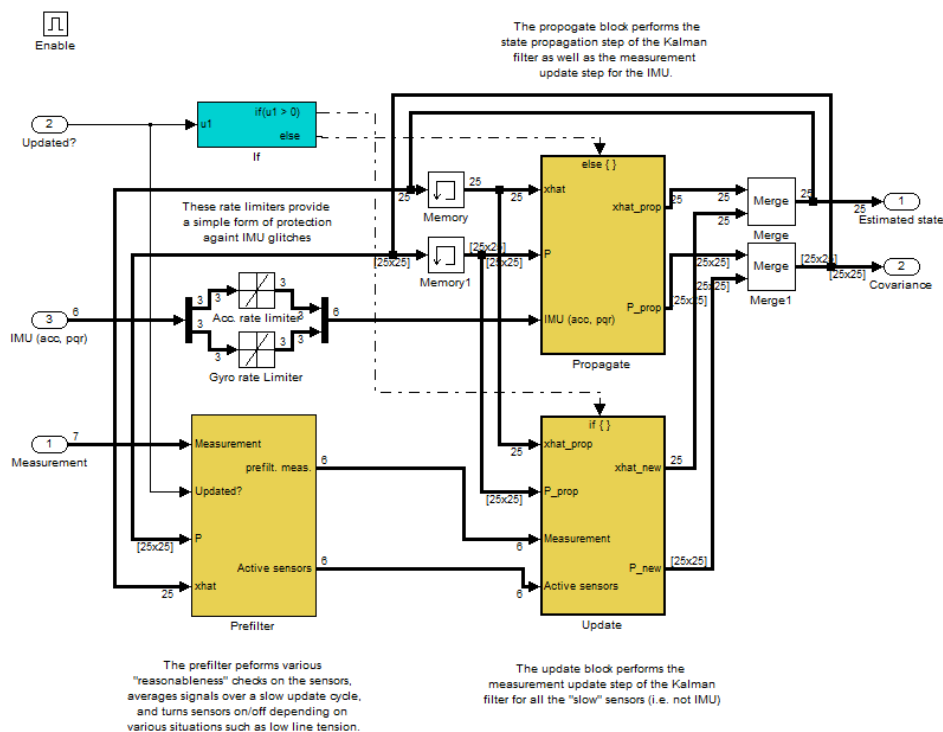 Enable
The propogate block performs the
state propagation step of the Kalman
filter as well as the measurement
update step for the IMU.
2
Updated?
u1
if(u1 > 0)
else
If
These rate limiters provide
a simple form of protection
againt IMU glitches
25
25
Memory
[25x25]
[25x25]
[25x25]
Memory1
else { }
xhat
xhat_prop
P
P_prop
IMU (acc, pqr)
Propagate
25
25
Merge
25
Merge
25
25
1
Estimated state
[25x25]
[25x25]
Merge
[25x25]
Merge1
[25x25]
2
Covariance
3
6
IMU (acc, pqr)
3
3
3
3
Acc. rate limiter
3
3
3
3
Gyro rate Limiter
6
1
7
Measurement
Measurement
prefilt. meas.
6
Updated?
P
[25x25]
Active sensors
6
xhat
25
Prefilter
if { }
xhat_prop
25
xhat_new
25
P_prop
[25x25]
Measurement
6
P_new
[25x25]
Active sensors
6
Update
The prefilter peforms various
"reasonableness" checks on the sensors,
averages signals over a slow update cycle,
and turns sensors on/off depending on
various situations such as low line tension.
The update block performs the
measurement update step of the Kalman
filter for all the "slow" sensors (i.e. not IMU)